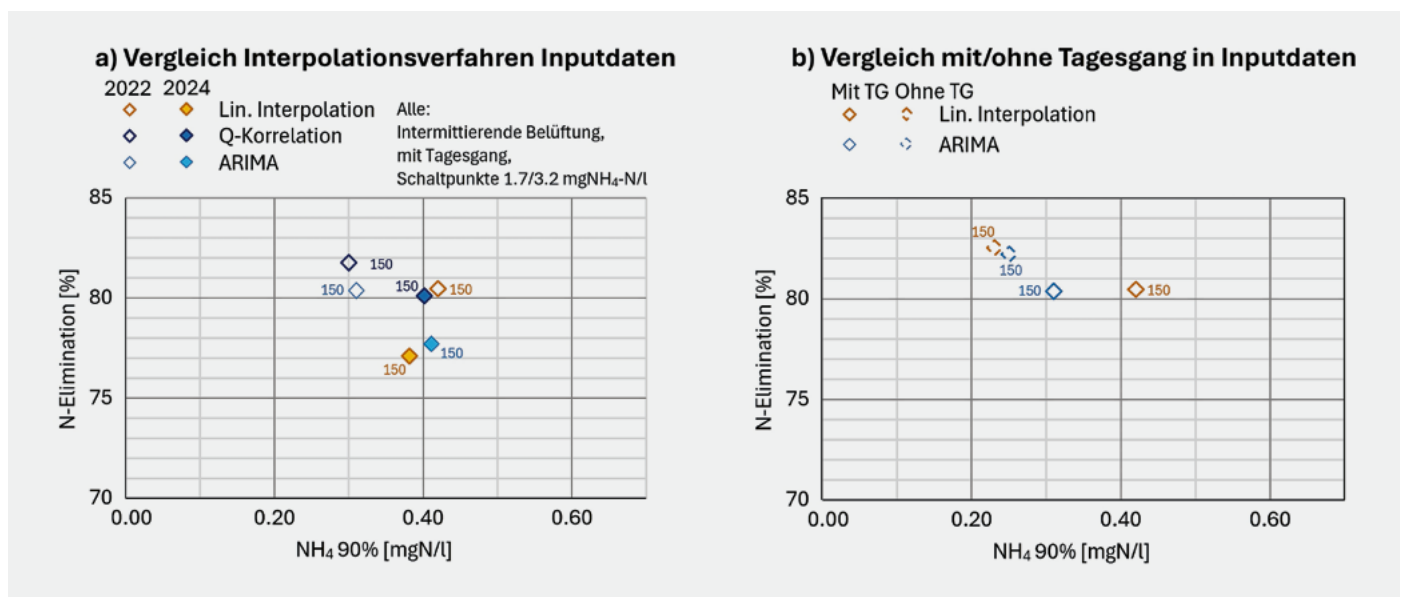 a) Vergleich Interpolationsverfahren Inputdaten
2022 2024
Lin. Interpolation
Q-Korrelation
ARIMA
Alle:
Intermittierende Belüftung,
mit Tagesgang,
Schaltpunkte 1.7/3.2 mgNH₄-N/l
85
80
75
70
N-Elimination [%]
150
150
150
150
150
150
0.00 0.20 0.40 0.60
NH₄ 90% [mgN/l]
b) Vergleich mit/ohne Tagesgang in Inputdaten
Mit TG Ohne TG
Lin. Interpolation
ARIMA
85
80
75
70
N-Elimination [%]
150
150
150
150
0.00 0.20 0.40 0.60
NH₄ 90% [mgN/l]